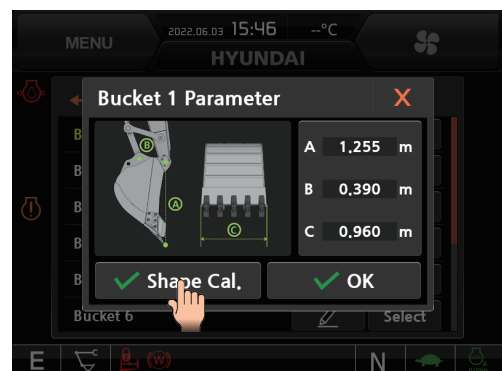 MENU
2022.06.03 15:46 --°C
HYUNDAI
Bucket 1 Parameter X
B
B
A
C
A 1.255 m
B 0.390 m
C 0.960 m
B
B
B
B
Shape Cal.
OK
Bucket 6
Select
E
(W)
N